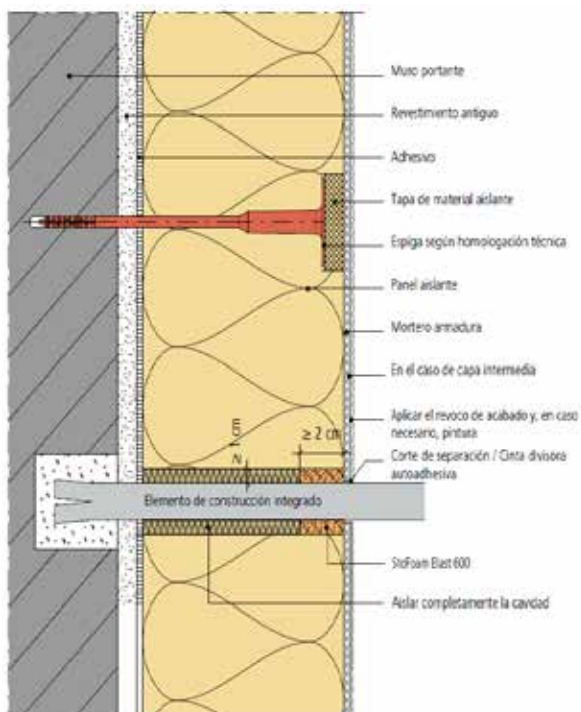 Muro portante
Revestimiento antiguo
Adhesivo
Tapa de material aislante
Espiga según homologación técnica
Panel aislante
Mortero armadura
En el caso de capa intermedia
Aplicar el revoco de acabado y, en caso
necesario, pintura
≥ 2 cm
≥ 1 cm
Corte de separación / Cinta divisora
autoadhesiva
Elemento de construcción integrado
StoFoam Elast 600
Aislar completamente la cavidad